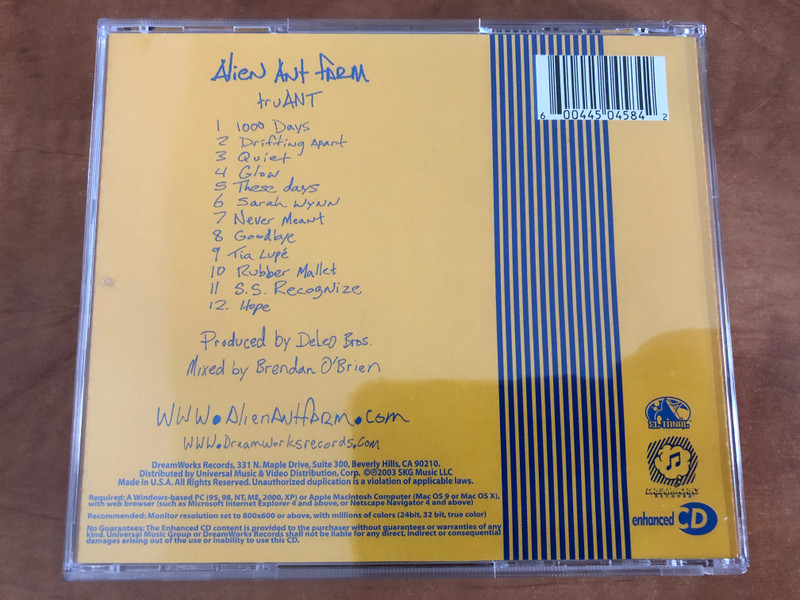 Alien Ant Farm
truANT
1 1000 Days
2 Drifting Apart
3 Quiet
4 Glow
5 These days
6 Sarah Wynn
7 Never Meant
8 Goodbye
9 Tia Lupé
10 Rubber Mallet
11 S.S. Recognize
12. Hope
Produced by DeLeo Bros.
Mixed by Brendan O'Brien
WWW.AlienAntFarm.com
WWW.Dreamworksrecords.com
DreamWorks Records, 331 N. Maple Drive, Suite 300, Beverly Hills, CA 90210.
Distributed by Universal Music & Video Distribution, Corp. ©℗2003 SKG Music LLC
Made in U.S.A. All Rights Reserved. Unauthorized duplication is a violation of applicable laws.
Required: A Windows-based PC (95, 98, NT, ME, 2000, XP) or Apple Macintosh Computer (Mac OS 9 or Mac OS X),
with web browser (such as Microsoft Internet Explorer 4 and above, or Netscape Navigator 4 and above)
Recommended: Monitor resolution set to 800x600 or above, with millions of colors (24bit, 32 bit, true color)
No Guarantees: The Enhanced CD content is provided to the purchaser without guarantees or warranties of any
kind. Universal Music Group or DreamWorks Records shall not be liable for any direct, indirect or consequential
damages arising out of the use or inability to use this CD.
6 00445 04584 2
EL TONAL
DREAMWORKS
RECORDS
enhanced CD